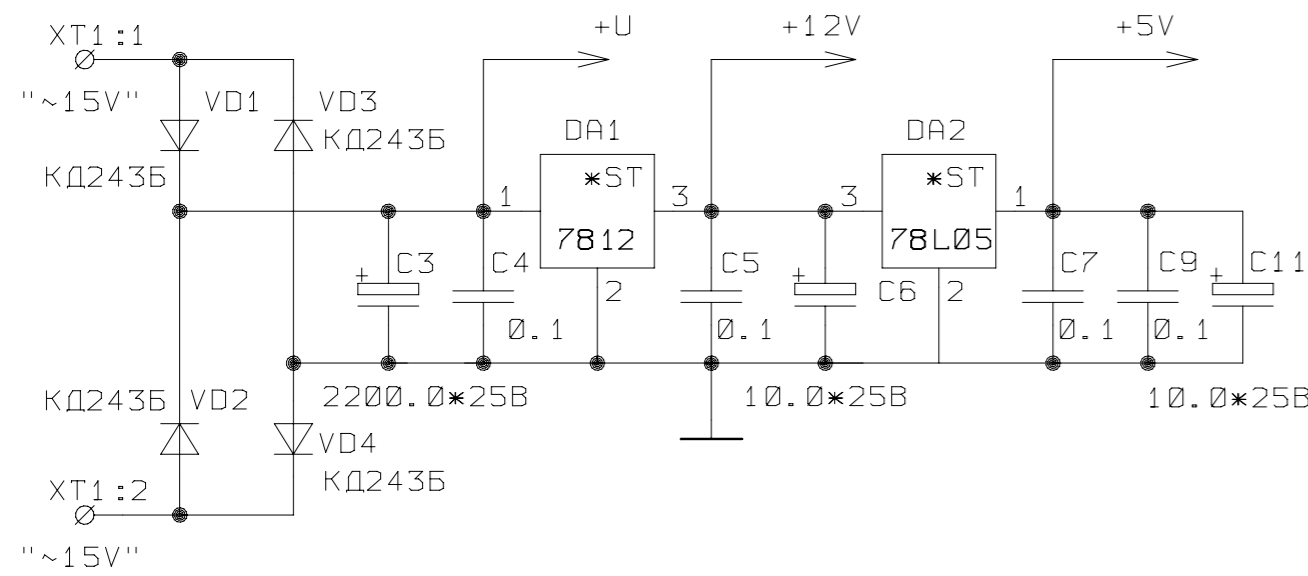 +U
+12V
+5V
XT1:1
"~15V"
VD1
VD3
КД243Б
КД243Б
DA1
DA2
*ST
*ST
1
3
3
1
7812
78L05
C3
C4
C5
C6
C7
C9
C11
+
+
+
2
2
0.1
0.1
0.1
0.1
КД243Б
VD2
2200.0*25В
10.0*25В
10.0*25В
VD4
КД243Б
XT1:2
"~15V"